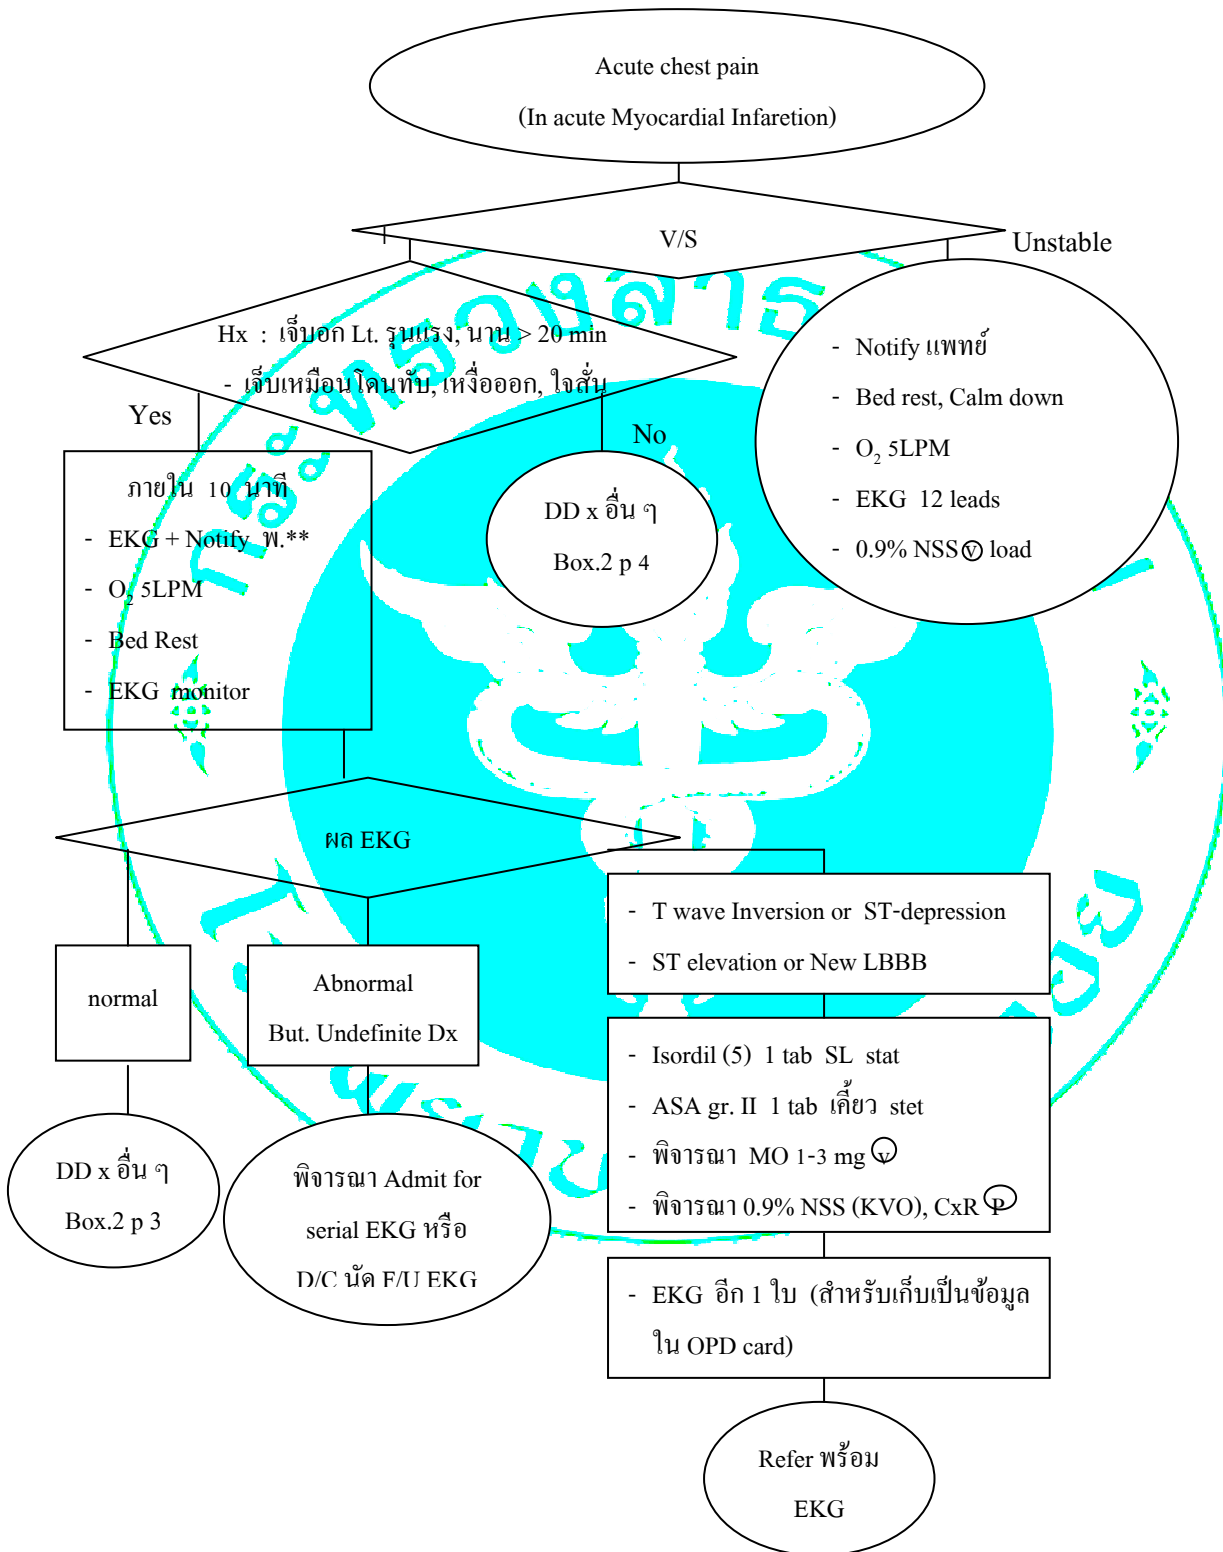 Acute chest pain
(In acute Myocardial Infaretion)
V/S
Unstable
Hx : เจ็บอก Lt. รุนแรง, นาน > 20 min
- เจ็บเหมือนโดนทับ, เหงื่อออก, ใจสั่น
- Notify แพทย์
- Bed rest, Calm down
- O2 5LPM
- EKG 12 leads
- 0.9% NSS ⓥ load
Yes
No
ภายใน 10 นาที
- EKG + Notify พ.**
- O2 5LPM
- Bed Rest
- EKG monitor
DD x อื่น ๆ
Box.2 p 4
ผล EKG
normal
Abnormal
But. Undefinite Dx
- T wave Inversion or ST-depression
- ST elevation or New LBBB
- Isordil (5) 1 tab SL stat
- ASA gr. II 1 tab เคี้ยว stet
- พิจารณา MO 1-3 mg ⓥ
- พิจารณา 0.9% NSS (KVO), CxR Ⓟ
DD x อื่น ๆ
Box.2 p 3
พิจารณา Admit for
serial EKG หรือ
D/C นัด F/U EKG
- EKG อีก 1 ใบ (สำหรับเก็บเป็นข้อมูล
ใน OPD card)
Refer พร้อม
EKG